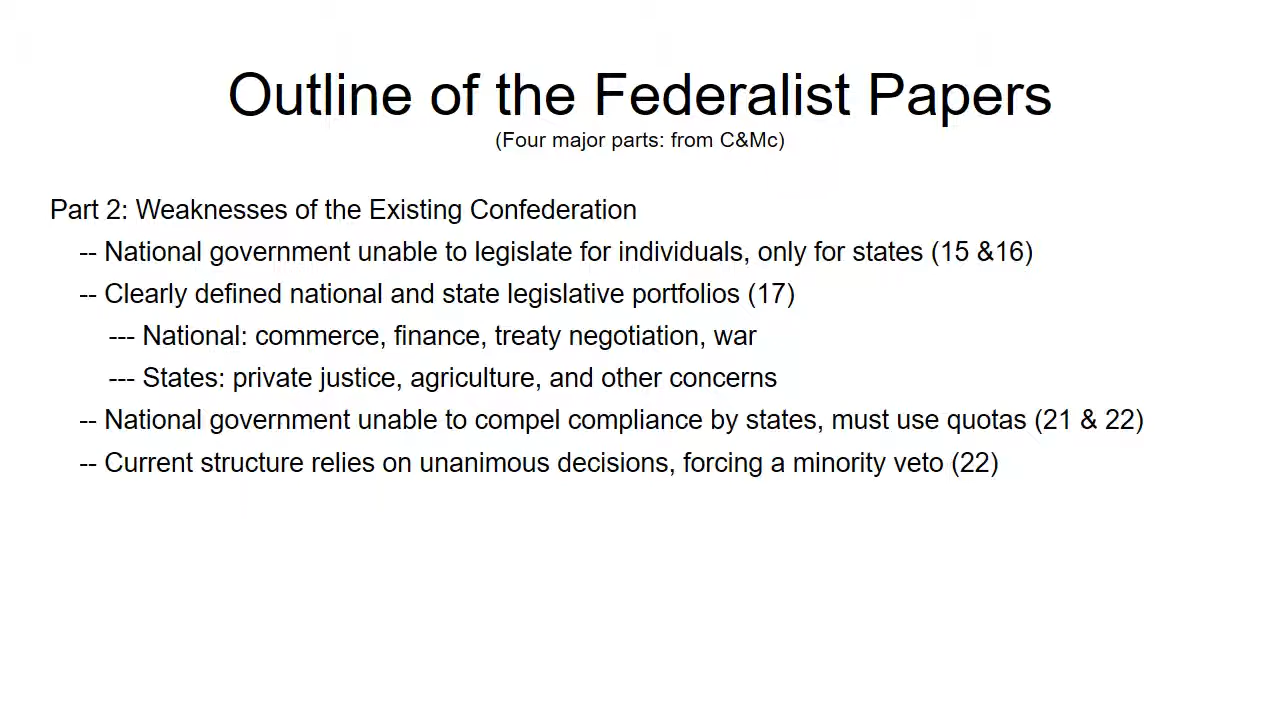 Outline of the Federalist Papers
(Four major parts: from C&Mc)
Part 2: Weaknesses of the Existing Confederation
-- National government unable to legislate for individuals, only for states (15 &16)
-- Clearly defined national and state legislative portfolios (17)
--- National: commerce, finance, treaty negotiation, war
--- States: private justice, agriculture, and other concerns
-- National government unable to compel compliance by states, must use quotas (21 & 22)
-- Current structure relies on unanimous decisions, forcing a minority veto (22)